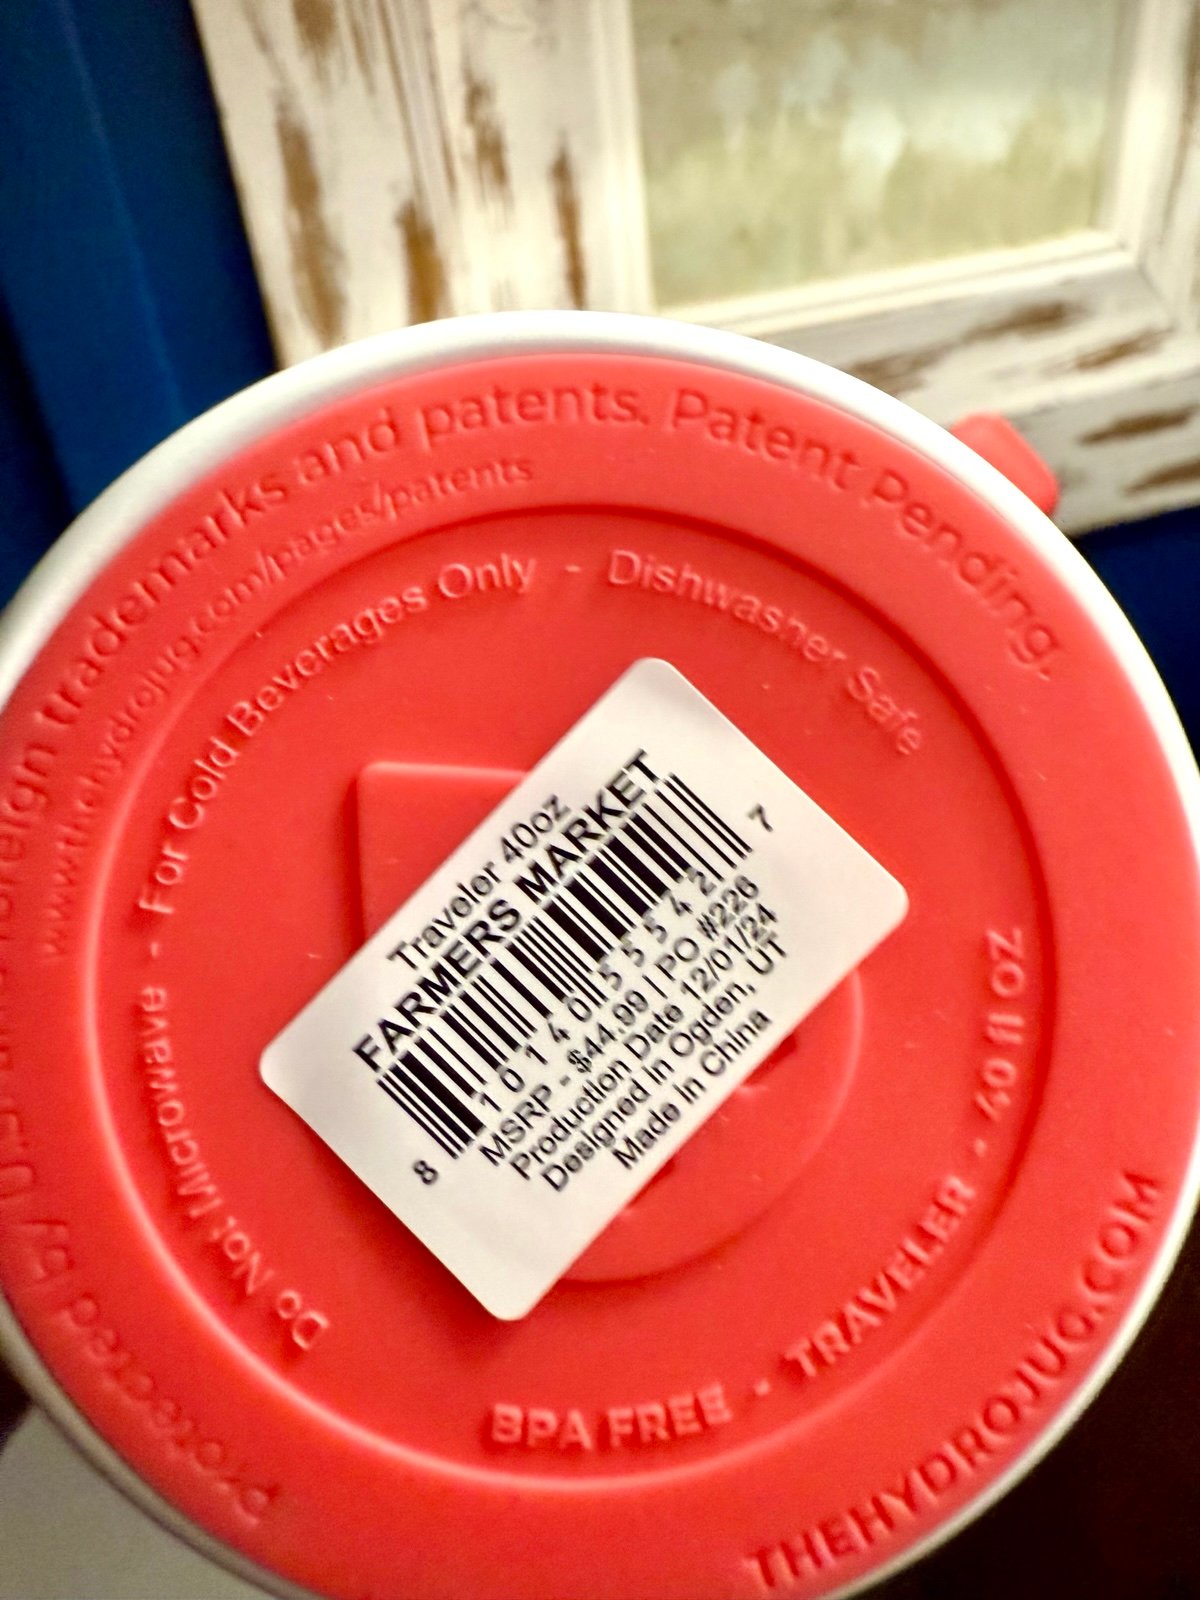 Protected by U.S. and foreign trademarks and patents. Patent Pending.
www.thehydrojug.com/pages/patents
Do Not Microwave - For Cold Beverages Only - Dishwasher Safe
Traveler 40oz
FARMERS MARKET
8 10140 55542 7
MSRP - $44.99 | PO #226
Production Date 12/01/24
Designed in Ogden, UT
Made in China
BPA FREE - TRAVELER - 40 fl OZ
THEHYDROJUG.COM